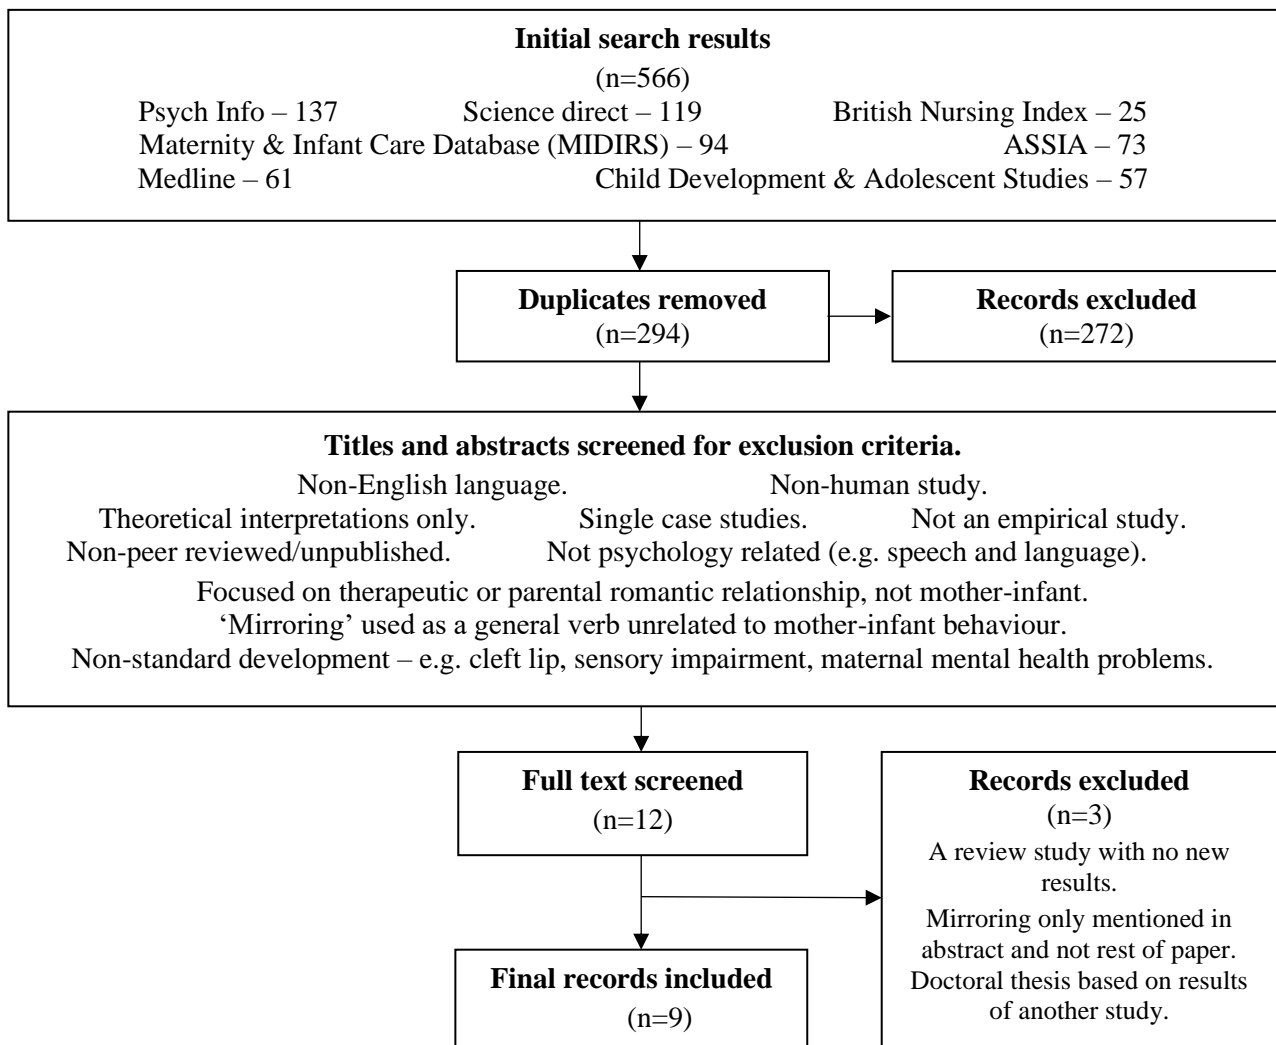 Initial search results
(n=566)
Psych Info – 137 Science direct – 119 British Nursing Index – 25
Maternity & Infant Care Database (MIDIRS) – 94 ASSIA – 73
Medline – 61 Child Development & Adolescent Studies – 57
Duplicates removed
(n=294)
Records excluded
(n=272)
Titles and abstracts screened for exclusion criteria.
Non-English language. Non-human study.
Theoretical interpretations only. Single case studies. Not an empirical study.
Non-peer reviewed/unpublished. Not psychology related (e.g. speech and language).
Focused on therapeutic or parental romantic relationship, not mother-infant.
‘Mirroring’ used as a general verb unrelated to mother-infant behaviour.
Non-standard development – e.g. cleft lip, sensory impairment, maternal mental health problems.
Full text screened
(n=12)
Records excluded
(n=3)
A review study with no new
results.
Mirroring only mentioned in
abstract and not rest of paper.
Doctoral thesis based on results
of another study.
Final records included
(n=9)